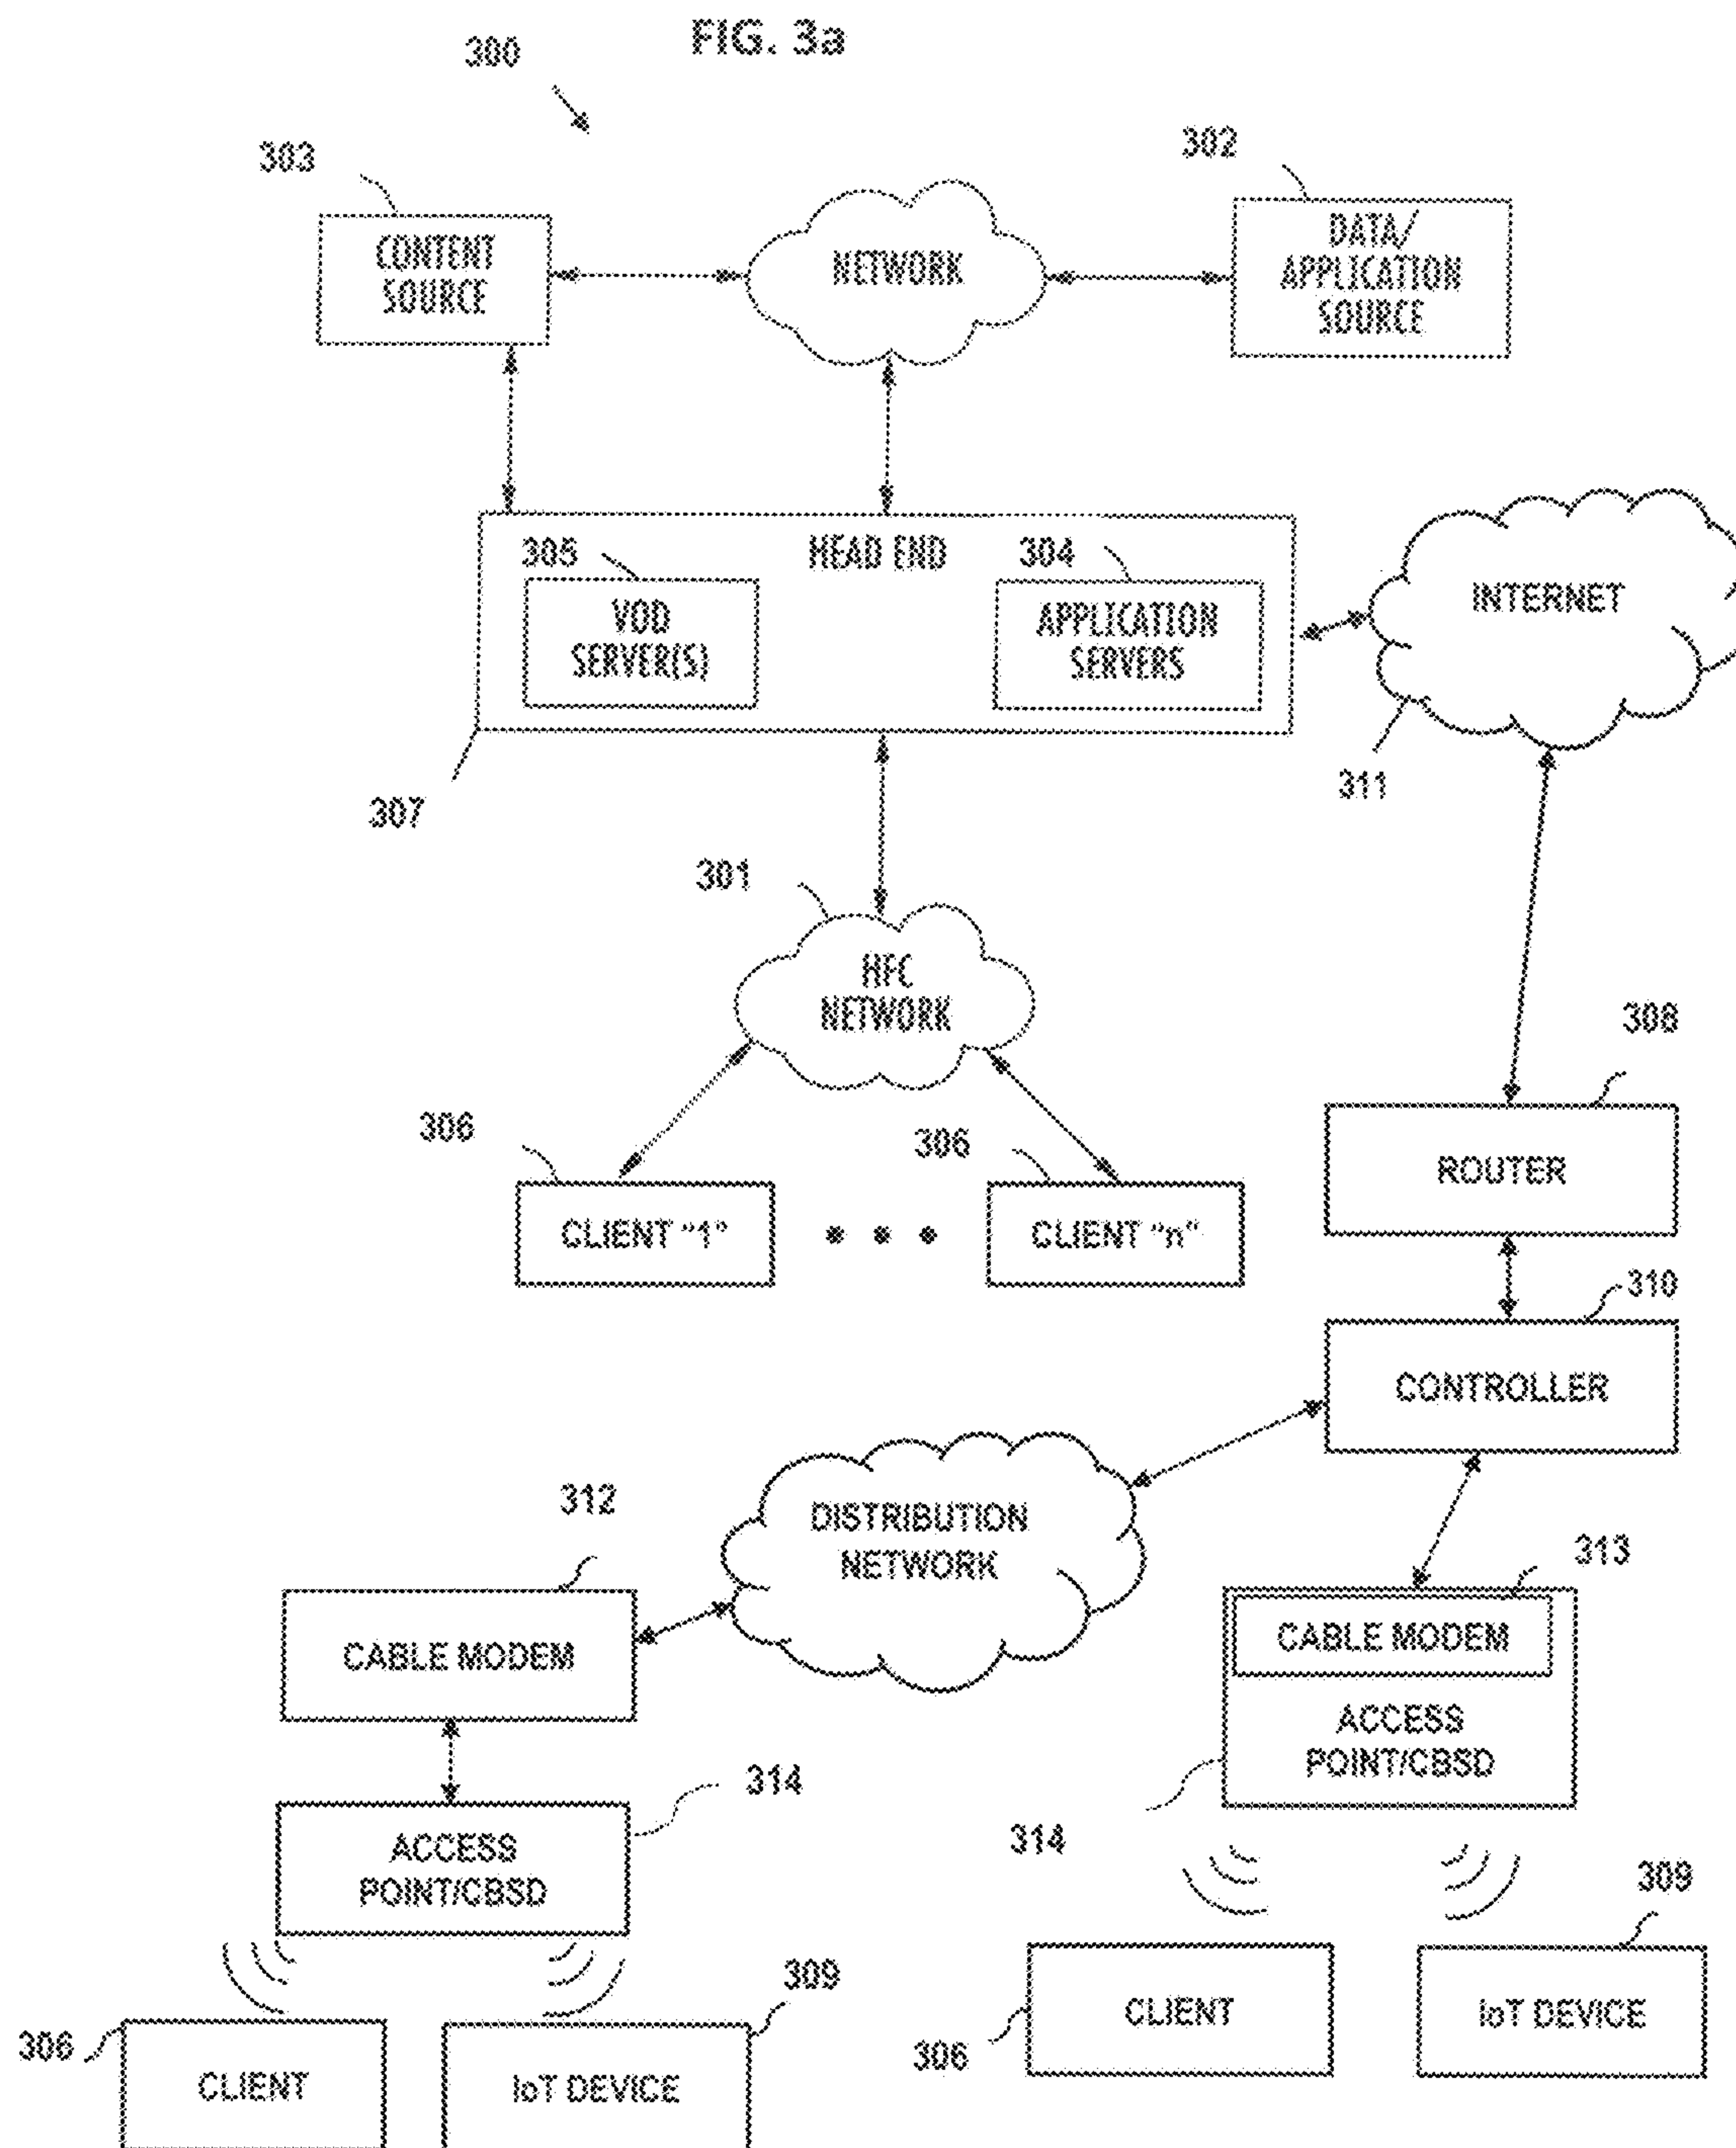 FIG. 3a
300
303
302
CONTENT
SOURCE
NETWORK
DATA/
APPLICATION
SOURCE
HEAD END
305
304
VOD
SERVER(S)
APPLICATION
SERVERS
INTERNET
307
311
301
HFC
NETWORK
308
306
306
CLIENT “1”
CLIENT “n”
ROUTER
310
CONTROLLER
312
DISTRIBUTION
NETWORK
313
CABLE MODEM
CABLE MODEM
ACCESS
POINT/CBSD
314
314
ACCESS
POINT/CBSD
309
309
306
CLIENT
IoT DEVICE
306
CLIENT
IoT DEVICE